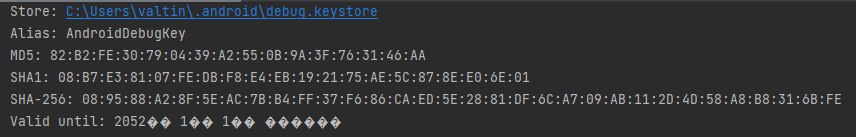 Store: C:\Users\valtin\.android\debug.keystore
Alias: AndroidDebugKey
MD5: 82:B2:FE:30:79:04:39:A2:55:0B:9A:3F:76:31:46:AA
SHA1: 08:B7:E3:81:07:FE:DB:F8:E4:EB:19:21:75:AE:5C:87:8E:E0:6E:01
SHA-256: 08:95:88:A2:8F:5E:AC:7B:B4:FF:37:F6:86:CA:ED:5E:28:81:DF:6C:A7:09:AB:11:2D:4D:58:A8:B8:31:6B:FE
Valid until: 2052�� 1�� 1�� ������